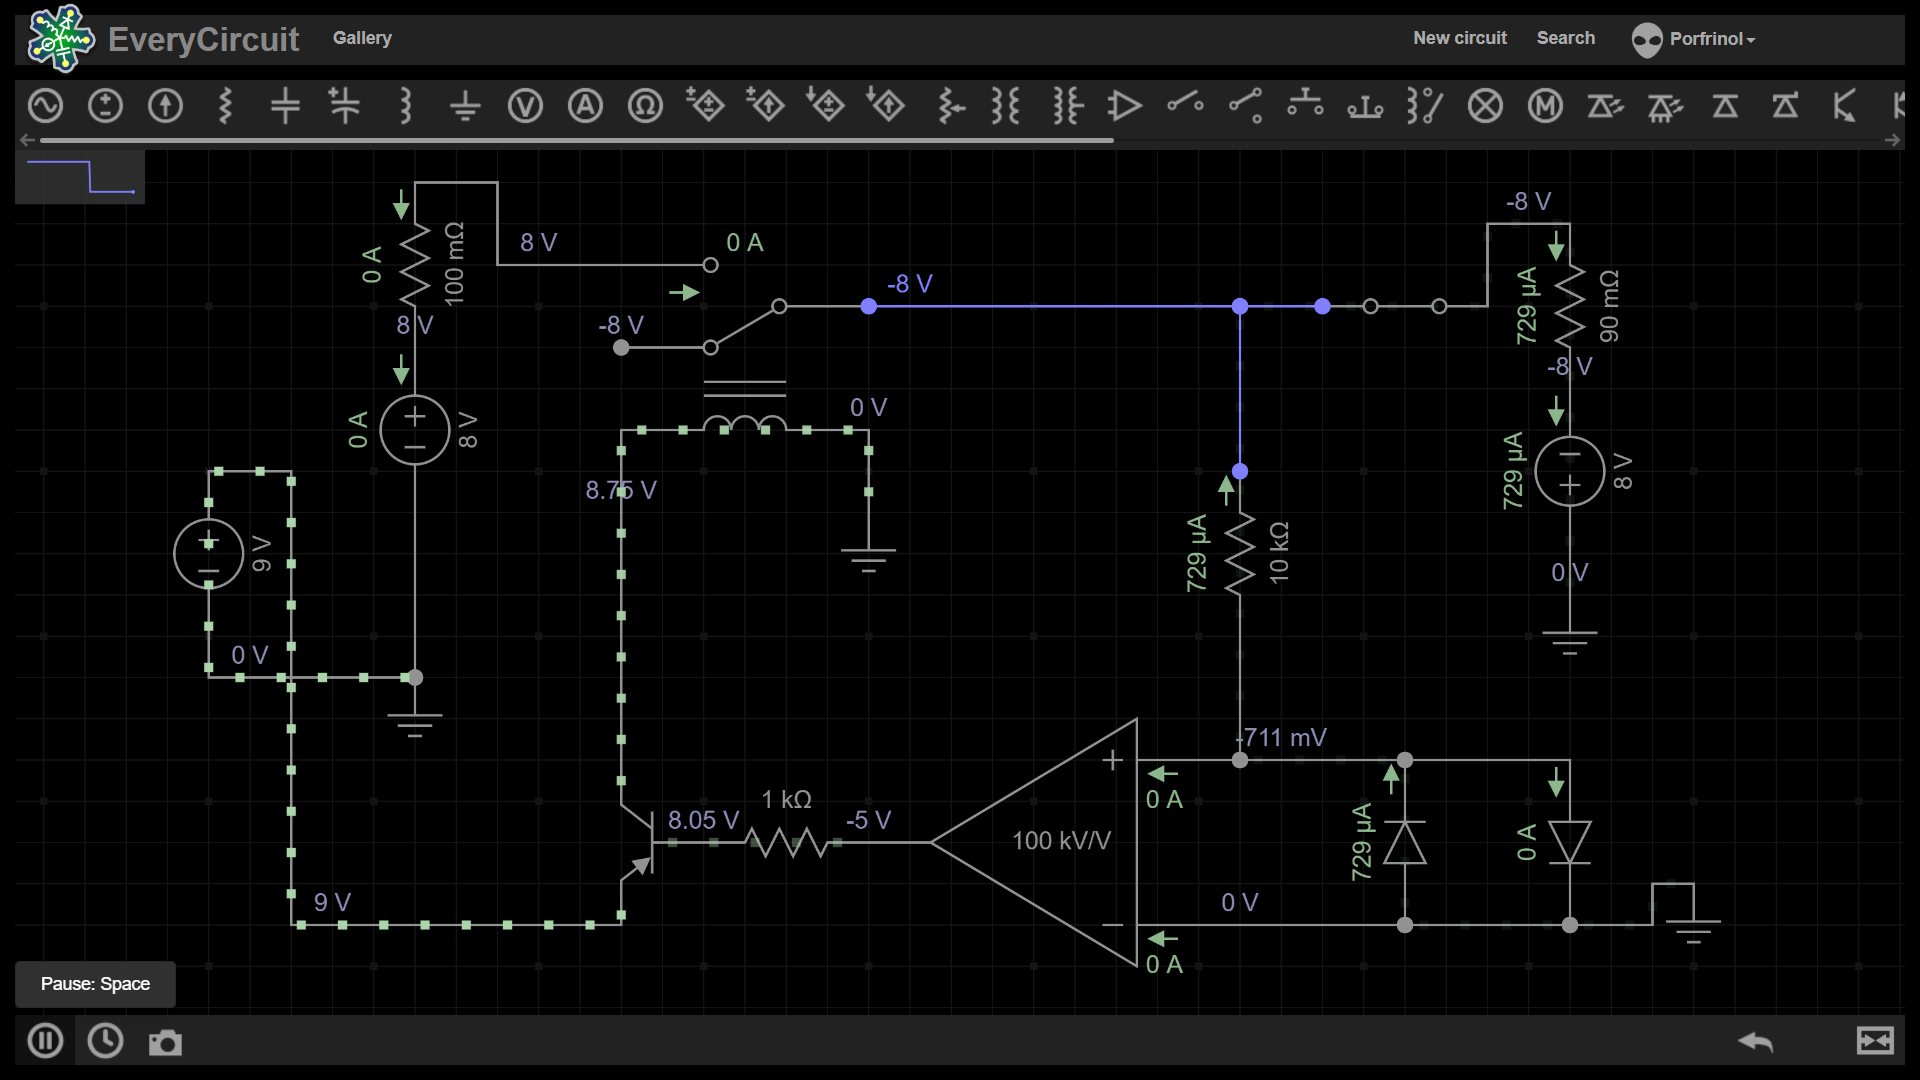 EveryCircuit
Gallery
New circuit
Search
Porfrinol
-8 V
8 V
0 A
0 A
100 mΩ
-8 V
729 µA
90 mΩ
8 V
-8 V
-8 V
0 A
8 V
0 V
729 µA
8 V
8.75 V
9 V
729 µA
10 kΩ
0 V
0 V
-711 mV
1 kΩ
0 A
8.05 V
-5 V
100 kV/V
729 µA
0 A
9 V
0 V
0 A
Pause: Space